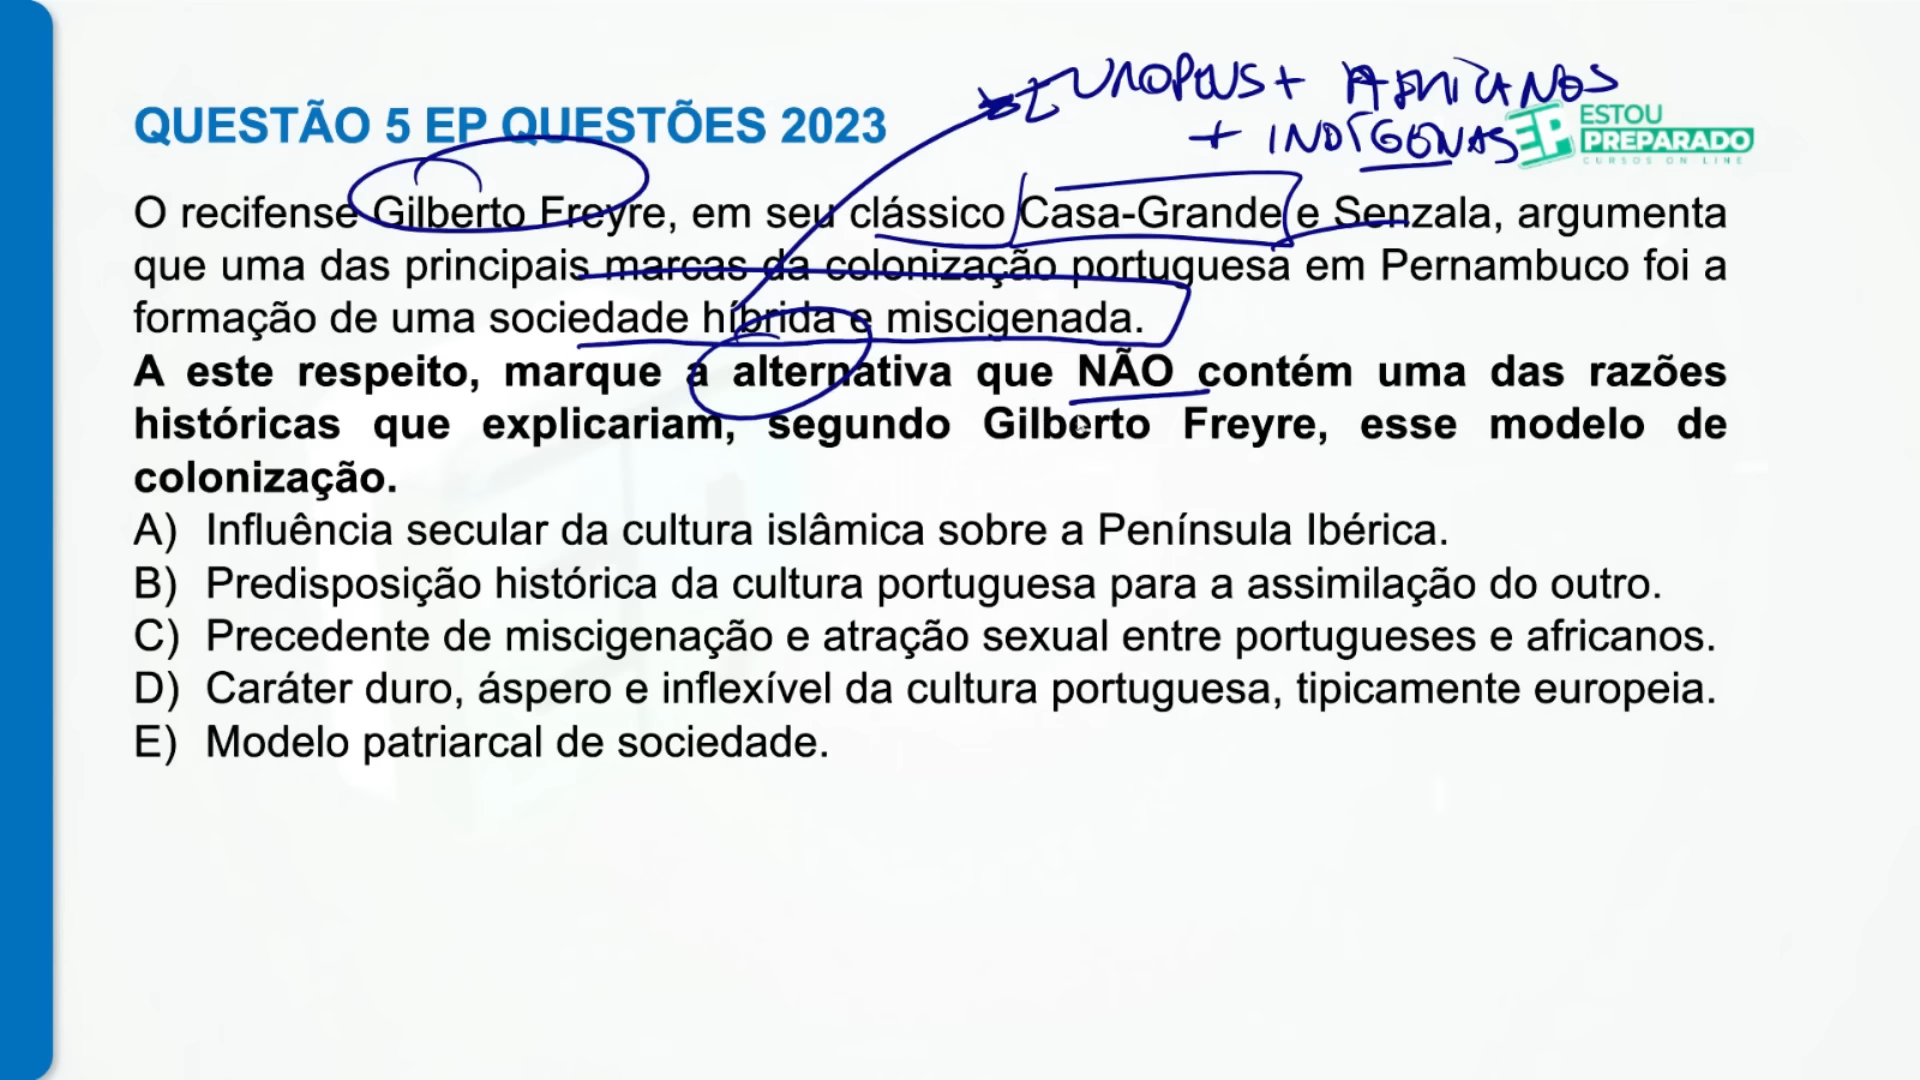 EUROPEUS + AFRICANOS
+ INDÍGENAS
QUESTÃO 5 EP QUESTÕES 2023
EP ESTOU
PREPARADO
CURSOS ON LINE
O recifense Gilberto Freyre, em seu clássico Casa-Grande e Senzala, argumenta
que uma das principais marcas da colonização portuguesa em Pernambuco foi a
formação de uma sociedade híbrida e miscigenada.
A este respeito, marque a alternativa que NÃO contém uma das razões
históricas que explicariam, segundo Gilberto Freyre, esse modelo de
colonização.
A) Influência secular da cultura islâmica sobre a Península Ibérica.
B) Predisposição histórica da cultura portuguesa para a assimilação do outro.
C) Precedente de miscigenação e atração sexual entre portugueses e africanos.
D) Caráter duro, áspero e inflexível da cultura portuguesa, tipicamente europeia.
E) Modelo patriarcal de sociedade.